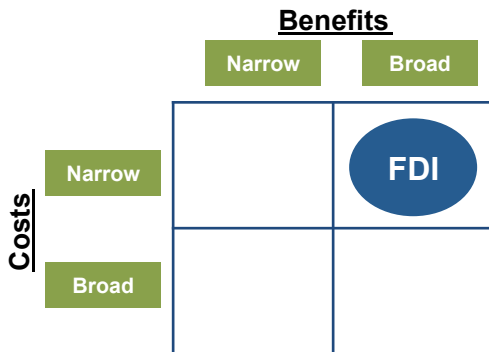 Benefits
Narrow
Broad
Costs
Narrow
FDI
Broad